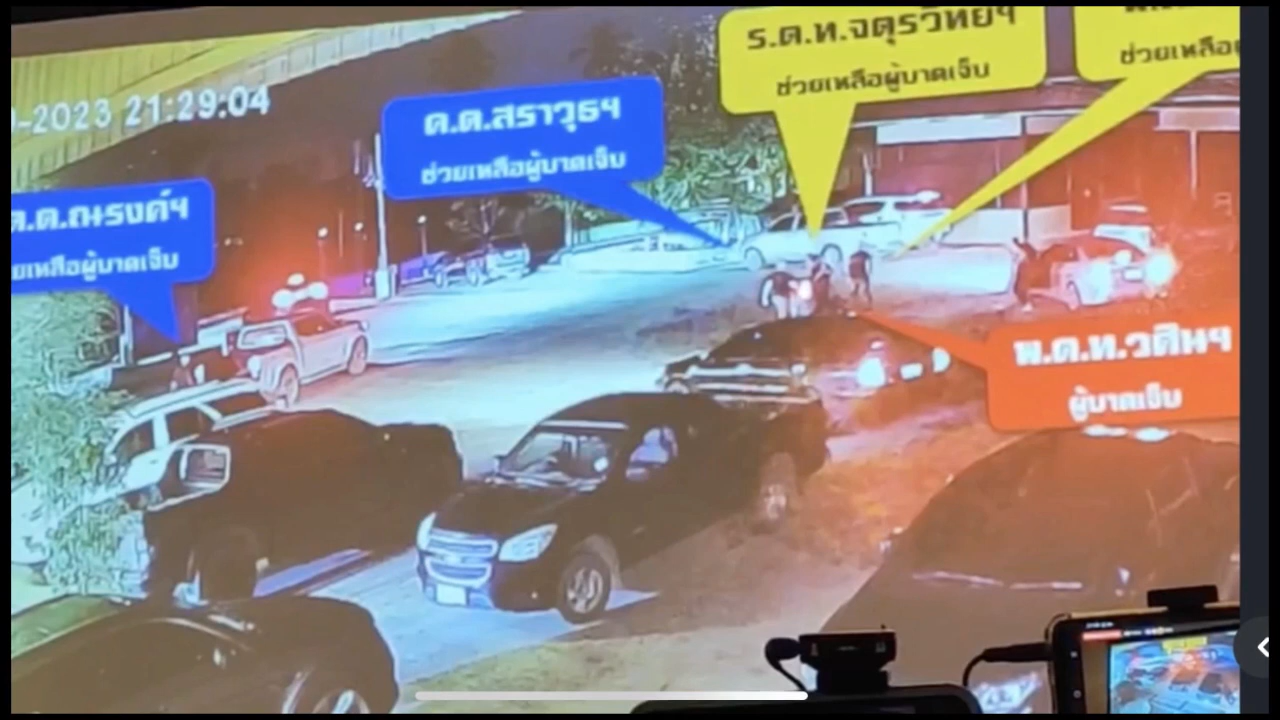 -2023 21:29:04
ร.ต.ท.จตุรวิทย์ฯ
ช่วยเหลือผู้บาดเจ็บ
ช่วยเหลือผู้
ด.ต.สราวุธฯ
ช่วยเหลือผู้บาดเจ็บ
.ต.ณรงค์ฯ
ยเหลือผู้บาดเจ็บ
พ.ต.ท.วศินฯ
ผู้บาดเจ็บ